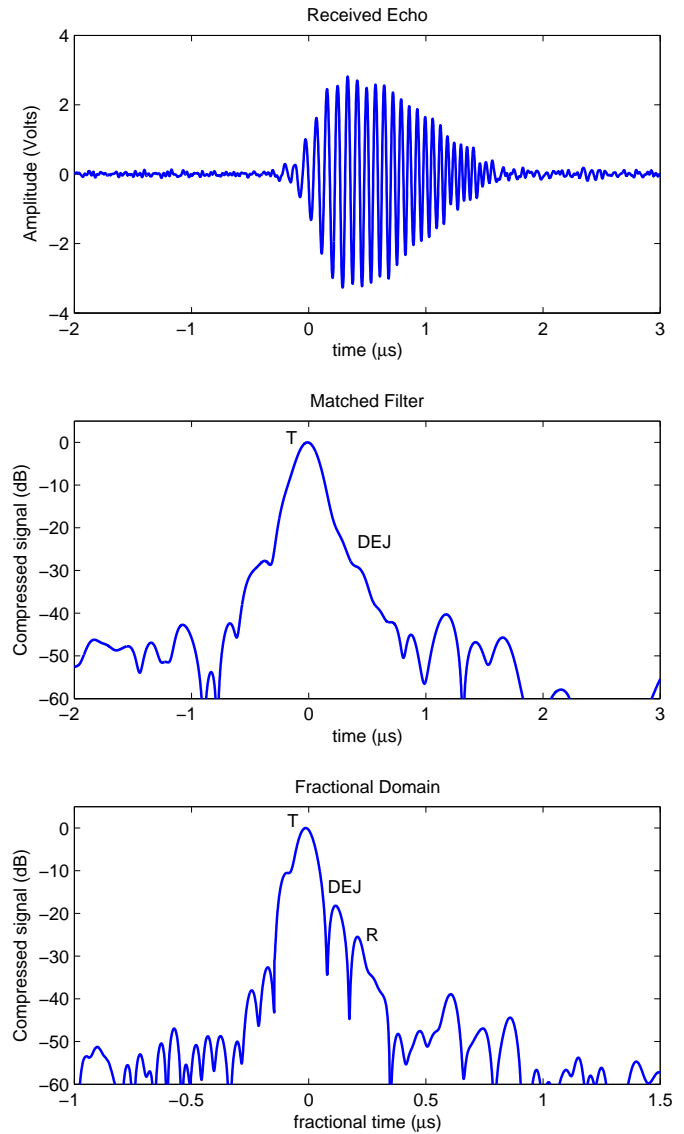 Received Echo
4
2
0
−2
−4
Amplitude (Volts)
−2 −1 0 1 2 3
time (μs)
Matched Filter
T
DEJ
0
−10
−20
−30
−40
−50
−60
Compressed signal (dB)
−2 −1 0 1 2 3
time (μs)
Fractional Domain
T
DEJ
R
0
−10
−20
−30
−40
−50
−60
Compressed signal (dB)
−1 −0.5 0 0.5 1 1.5
fractional time (μs)